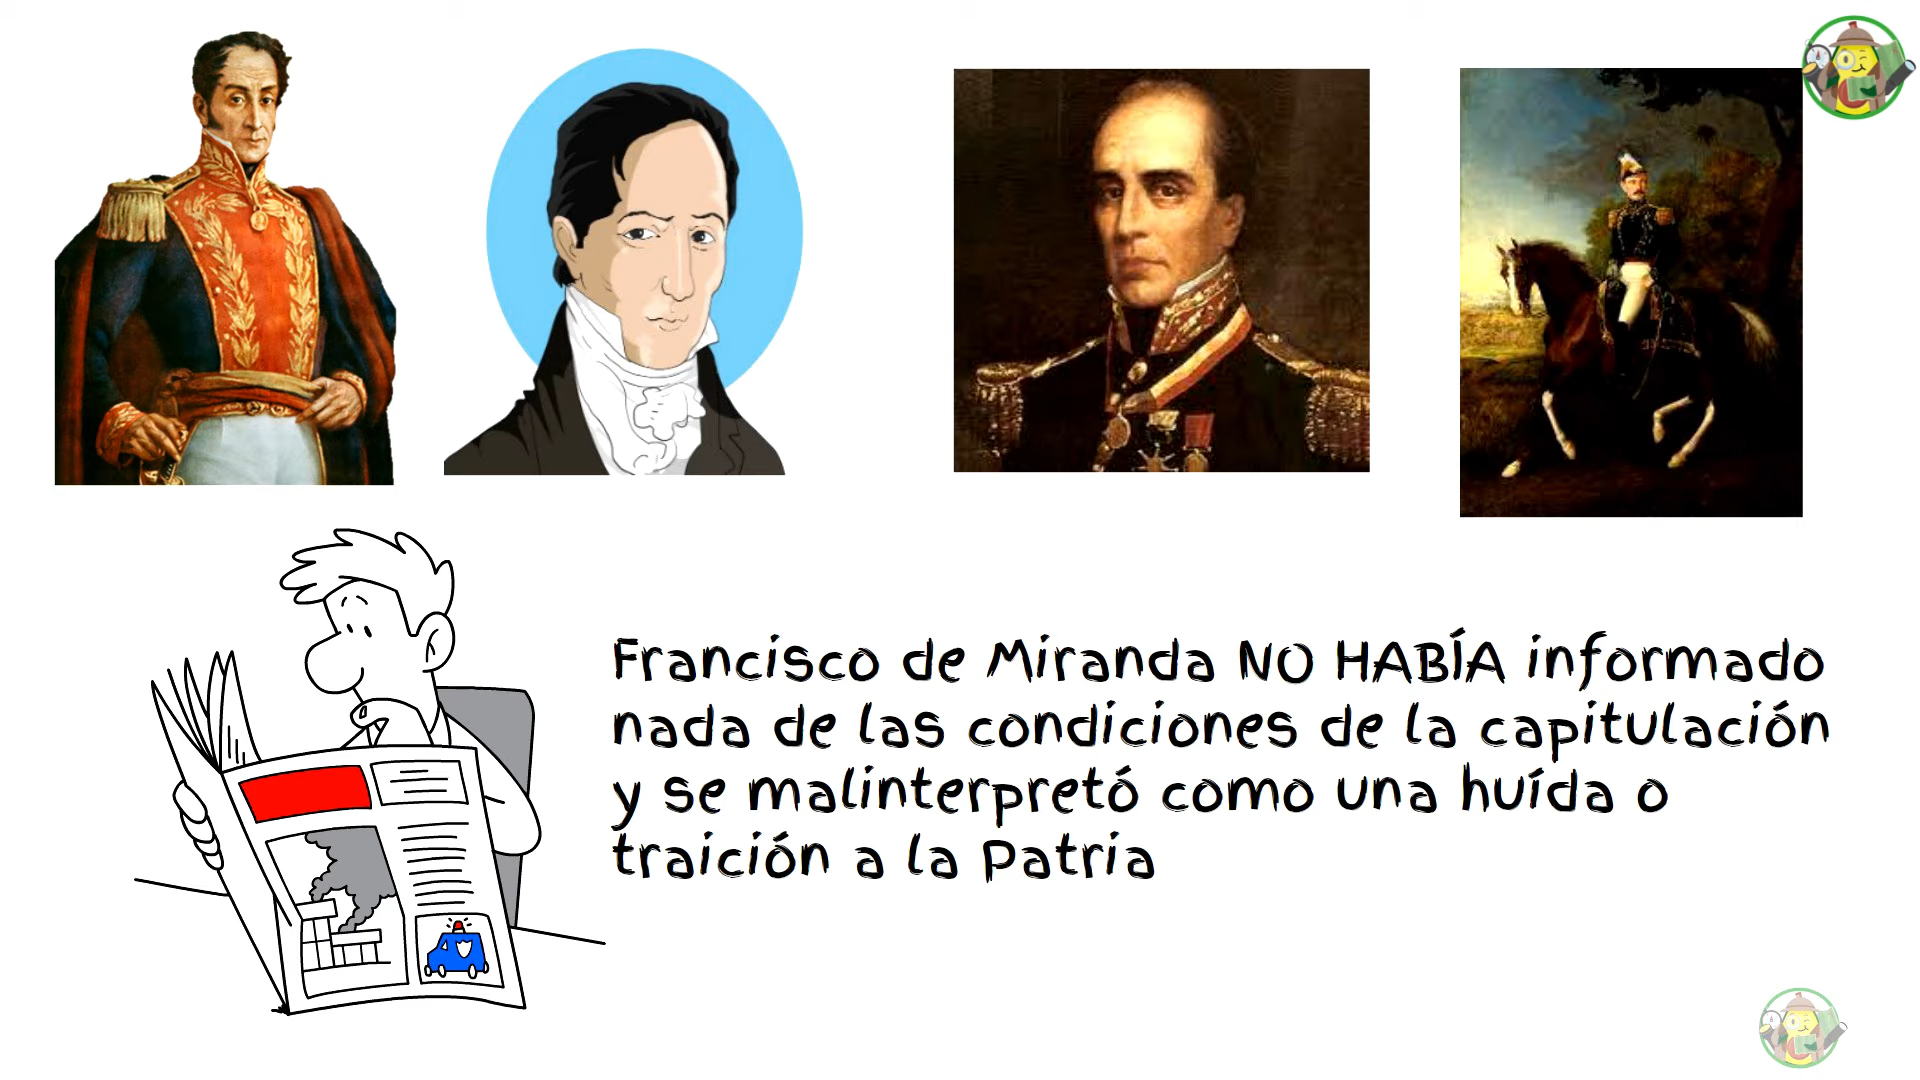 Francisco de Miranda NO HABÍA informado
nada de las condiciones de la capitulación
y se malinterpretó como una huída o
traición a la Patria